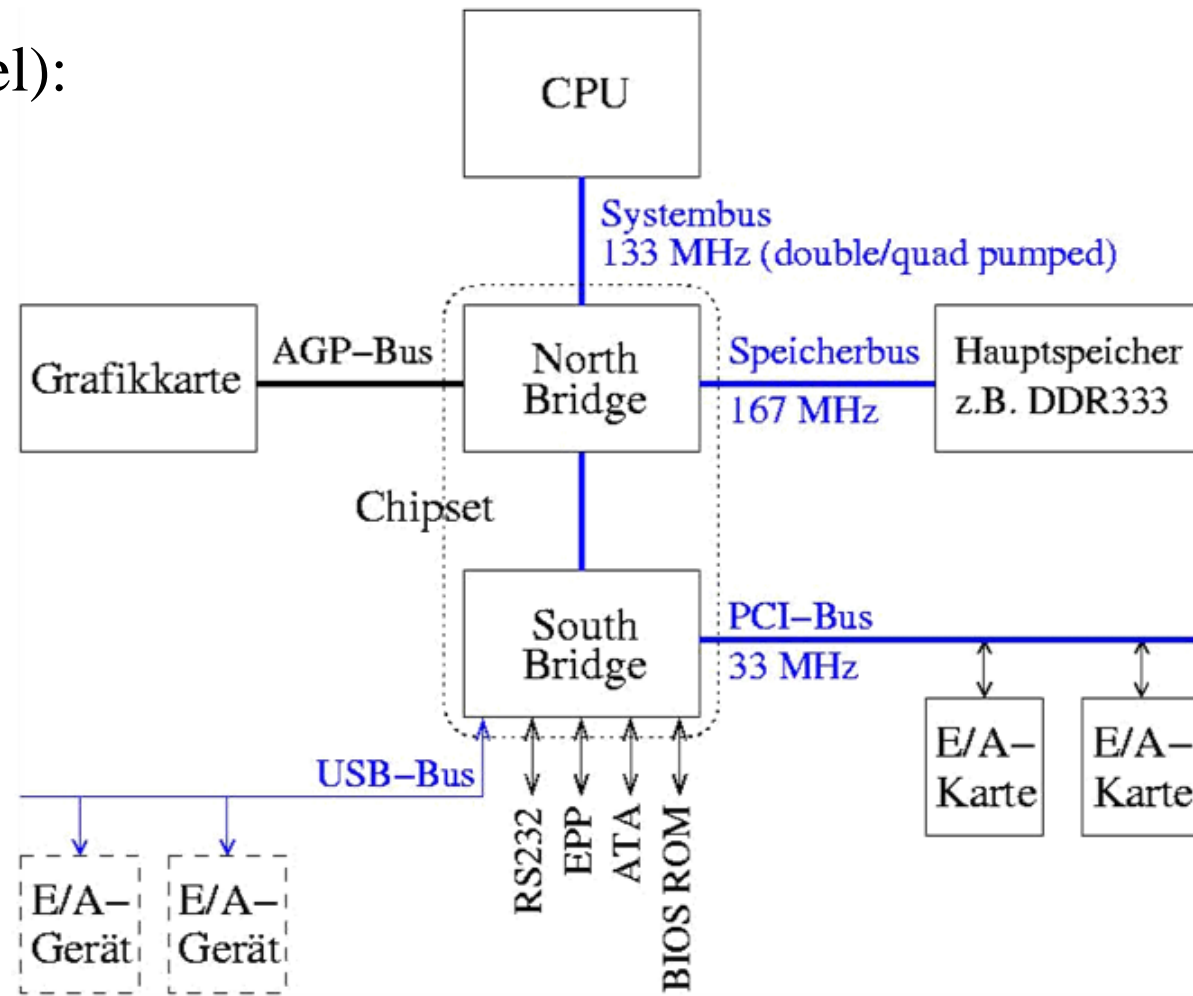 el):
CPU
Systembus
133 MHz (double/quad pumped)
Grafikkarte
AGP–Bus
North
Bridge
Speicherbus
167 MHz
Hauptspeicher
z.B. DDR333
Chipset
South
Bridge
PCI–Bus
33 MHz
E/A–
Karte
E/A–
Karte
USB–Bus
RS232
EPP
ATA
BIOS ROM
E/A–
Gerät
E/A–
Gerät